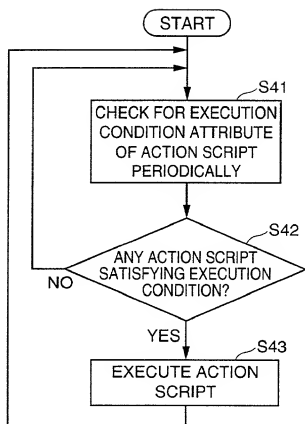 START
S41
CHECK FOR EXECUTION
CONDITION ATTRIBUTE
OF ACTION SCRIPT
PERIODICALLY
S42
ANY ACTION SCRIPT
SATISFYING EXECUTION
CONDITION?
NO
YES
S43
EXECUTE ACTION
SCRIPT